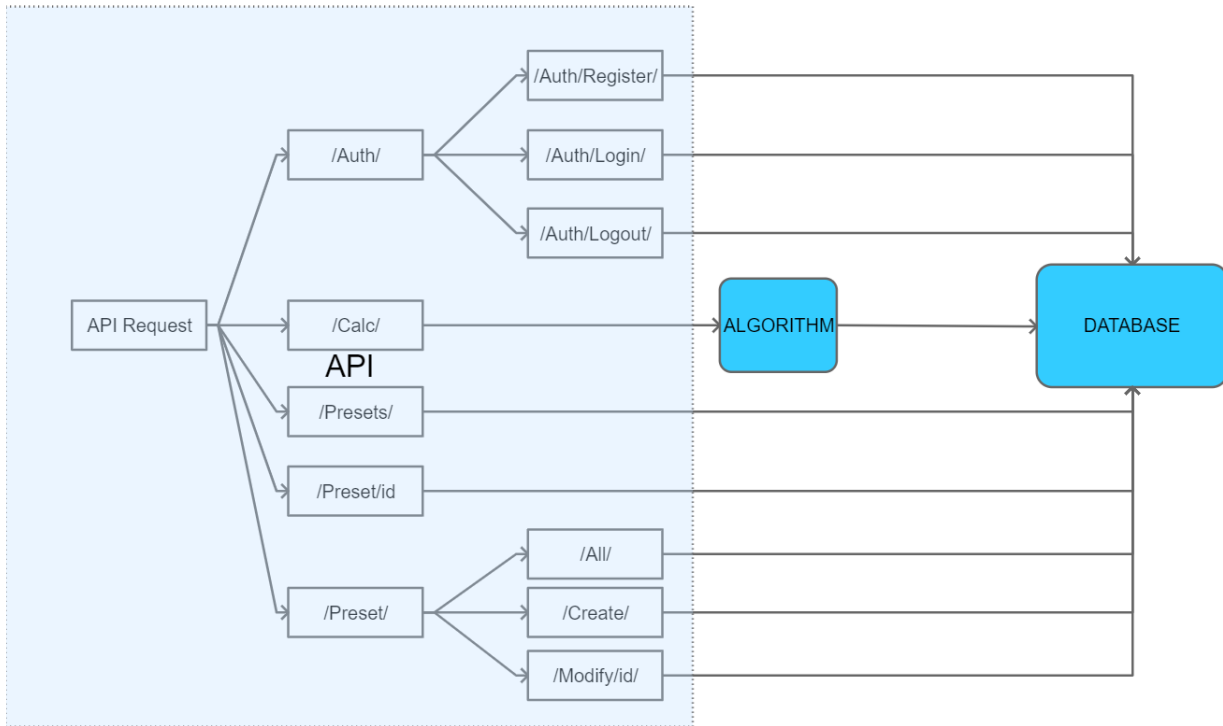 /Auth/Register/
/Auth/
/Auth/Login/
/Auth/Logout/
API Request
/Calc/
ALGORITHM
DATABASE
API
/Presets/
/Preset/id
/All/
/Preset/
/Create/
/Modify/id/